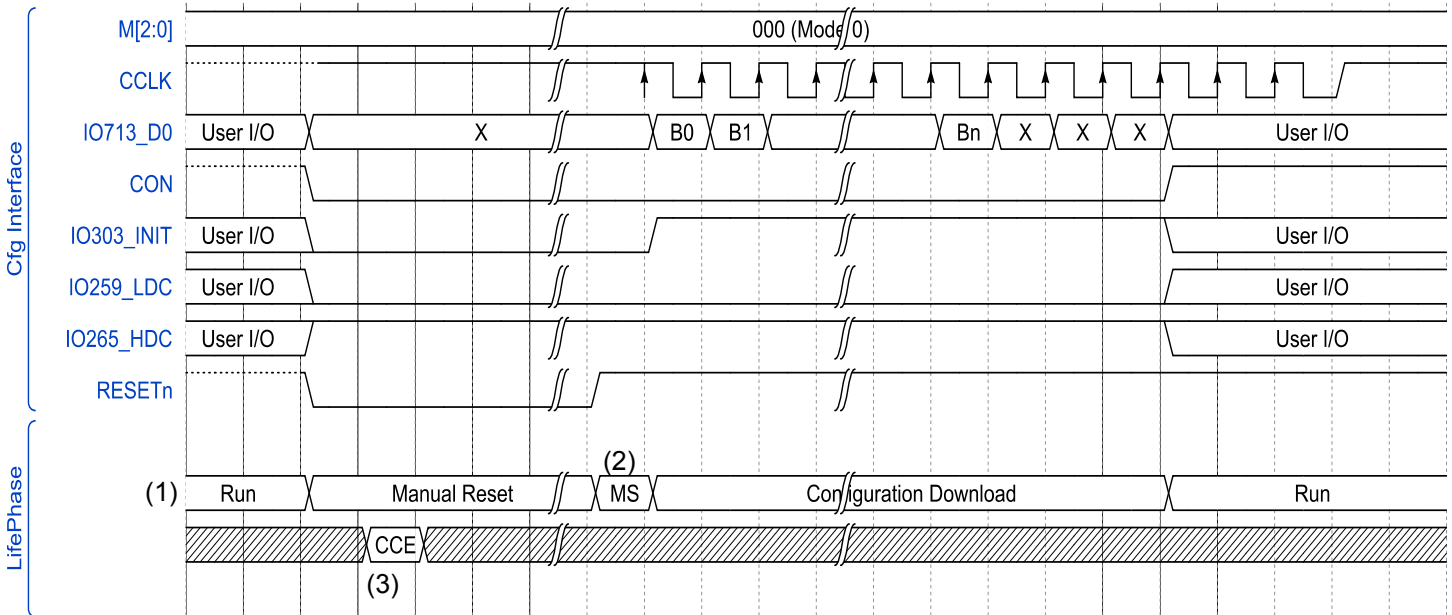 M[2:0] 000 (Mode 0)
CCLK
IO713_D0 User I/O X B0 B1 Bn X X X User I/O
CON
IO303_INIT User I/O User I/O
IO259_LDC User I/O User I/O
IO265_HDC User I/O User I/O
RESETn
Cfg Interface
(2)
(1) Run Manual Reset MS Configuration Download Run
CCE
(3)
LifePhase